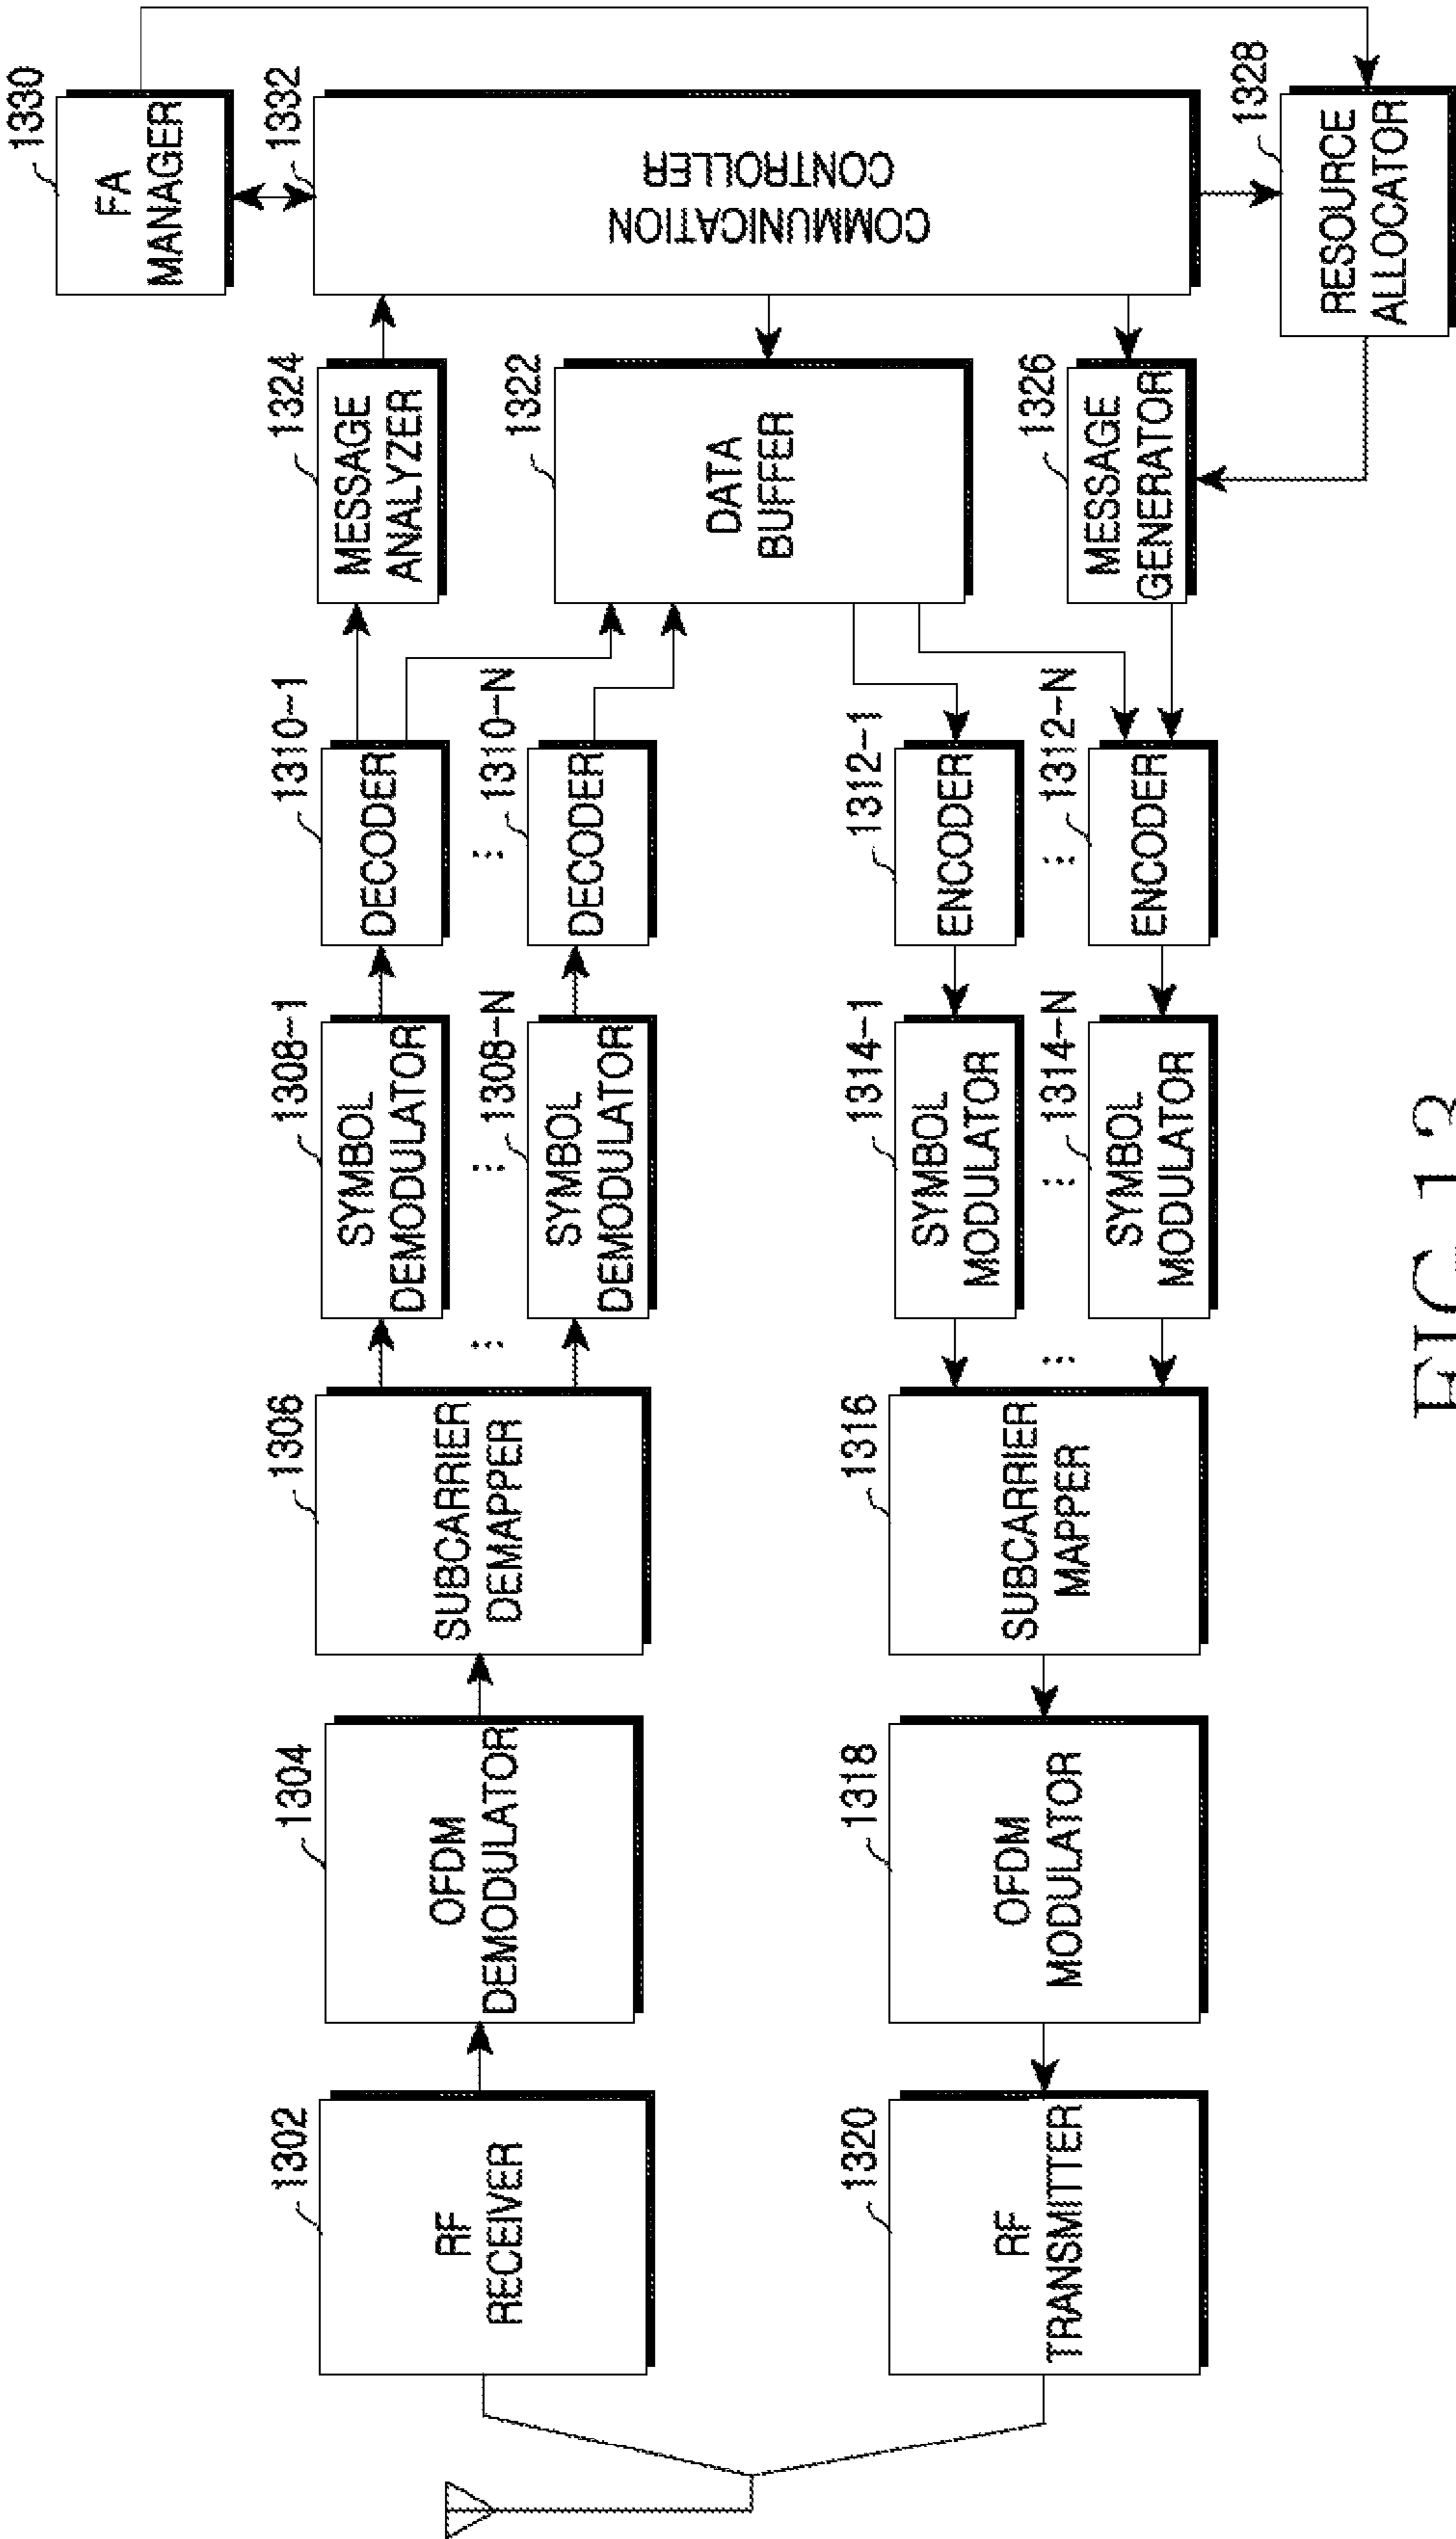 1302
RF
RECEIVER
1304
OFDM
DEMODULATOR
1306
SUBCARRIER
DEMAPPER
1308-1
SYMBOL
DEMODULATOR
1308-N
SYMBOL
DEMODULATOR
1310-1
DECODER
1310-N
DECODER
1324
MESSAGE
ANALYZER
1322
DATA
BUFFER
1330
FA
MANAGER
1332
COMMUNICATION
CONTROLLER
1320
RF
TRANSMITTER
1318
OFDM
MODULATOR
1316
SUBCARRIER
MAPPER
1314-1
SYMBOL
MODULATOR
1314-N
SYMBOL
MODULATOR
1312-1
ENCODER
1312-N
ENCODER
1326
MESSAGE
GENERATOR
1328
RESOURCE
ALLOCATOR